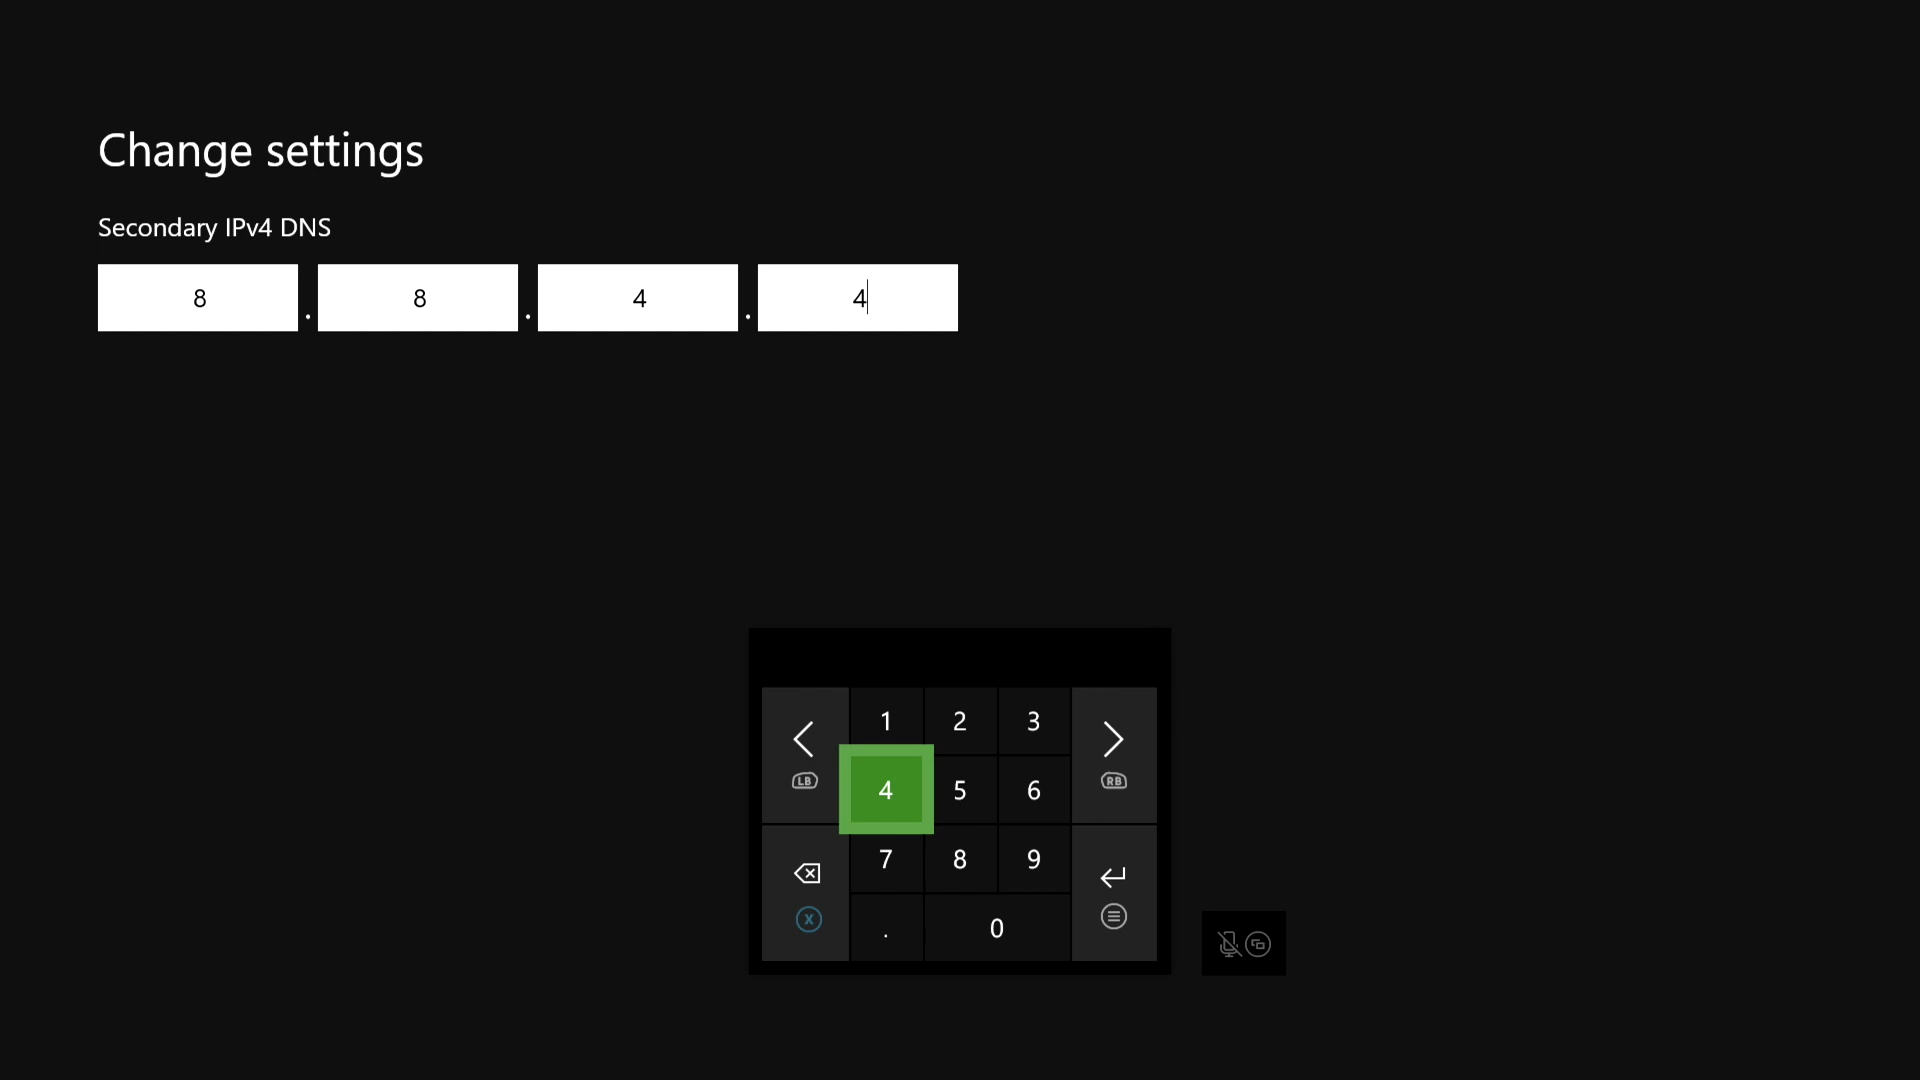 Change settings
Secondary IPv4 DNS
8 . 8 . 4 . 4
1 2 3
LB RB
4 5 6
7 8 9
X
. 0